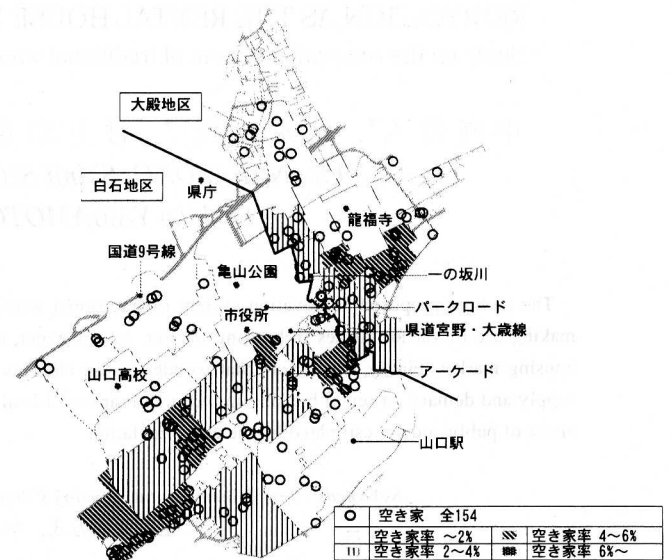 大殿地区
白石地区
県庁
龍福寺
国道9号線
亀山公園
一の坂川
パークロード
市役所
県道宮野・大歳線
山口高校
アーケード
山口駅
空き家 全154
空き家率 ～2%
空き家率 4～6%
空き家率 2～4%
空き家率 6%～